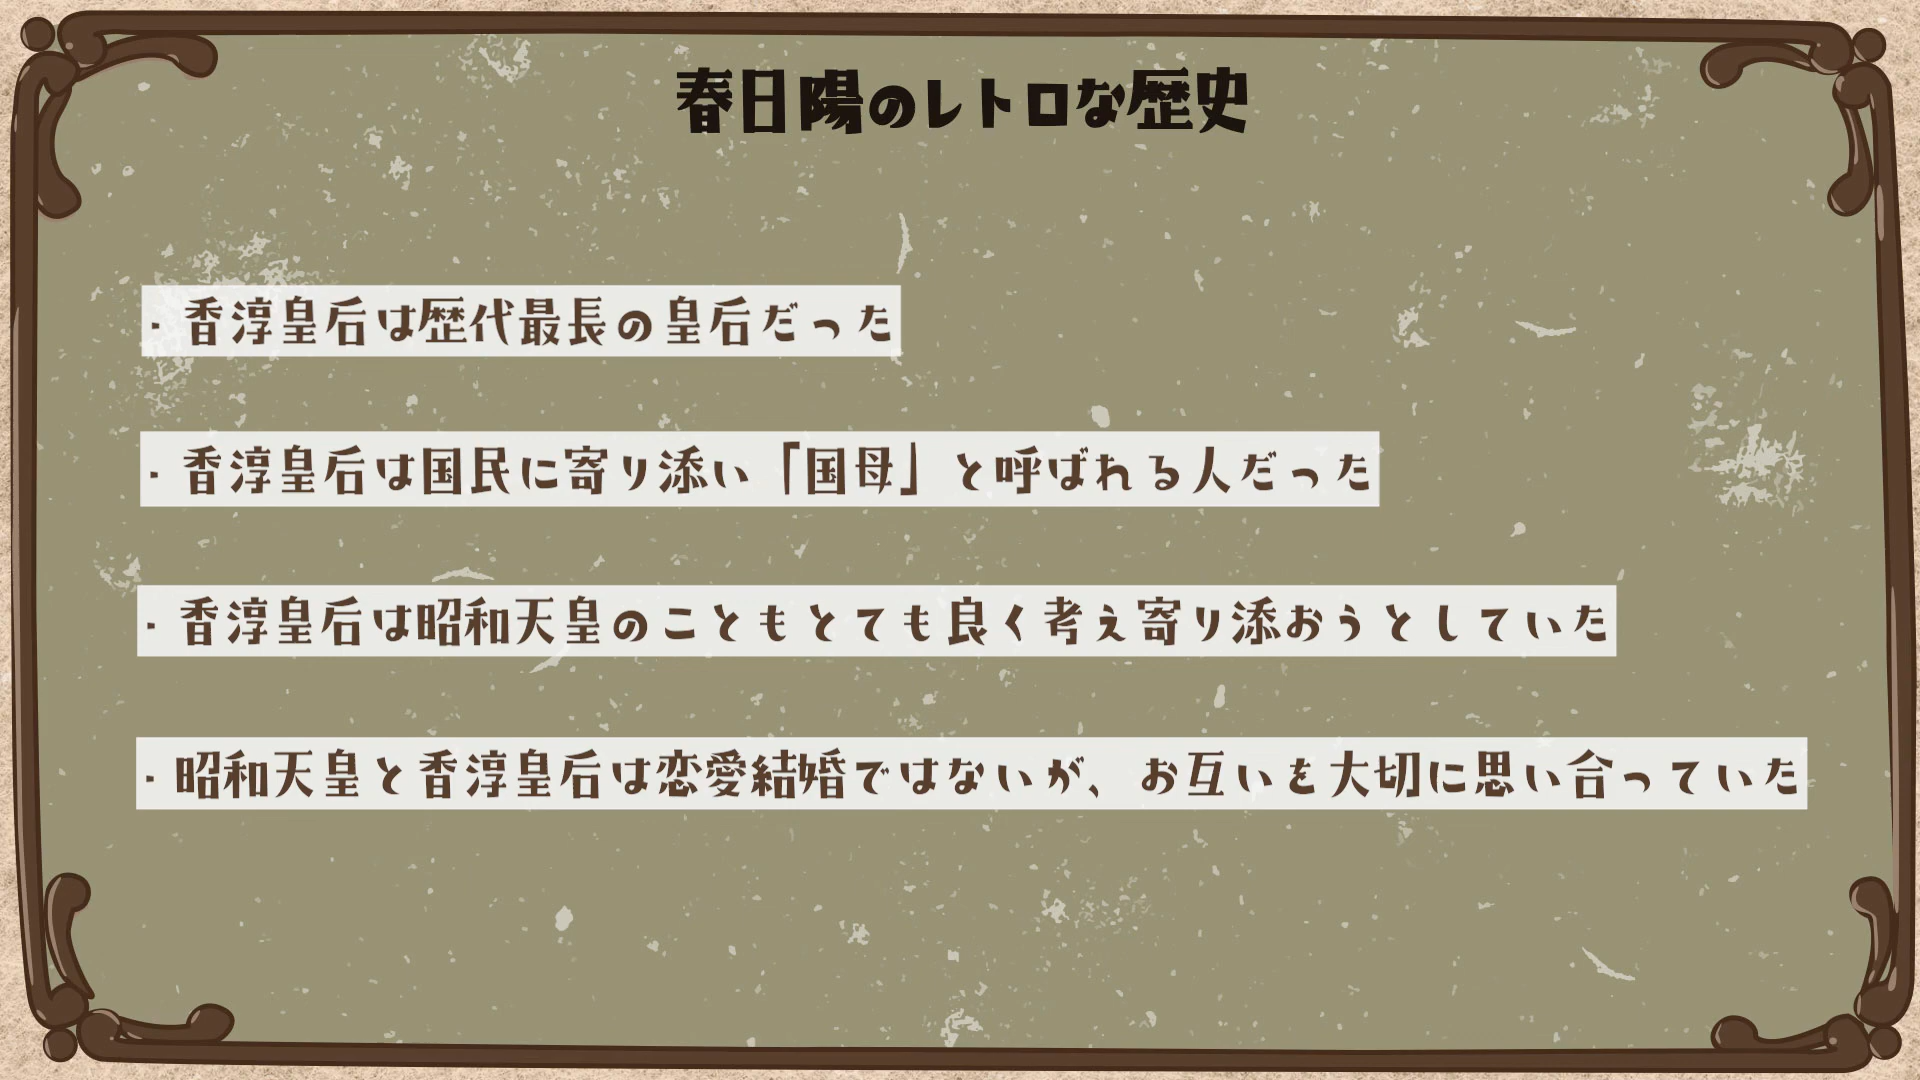 春日陽のレトロな歴史
・香淳皇后は歴代最長の皇后だった
・香淳皇后は国民に寄り添い「国母」と呼ばれる人だった
・香淳皇后は昭和天皇のこともとても良く考え寄り添おうとしていた
・昭和天皇と香淳皇后は恋愛結婚ではないが、お互いを大切に思い合っていた